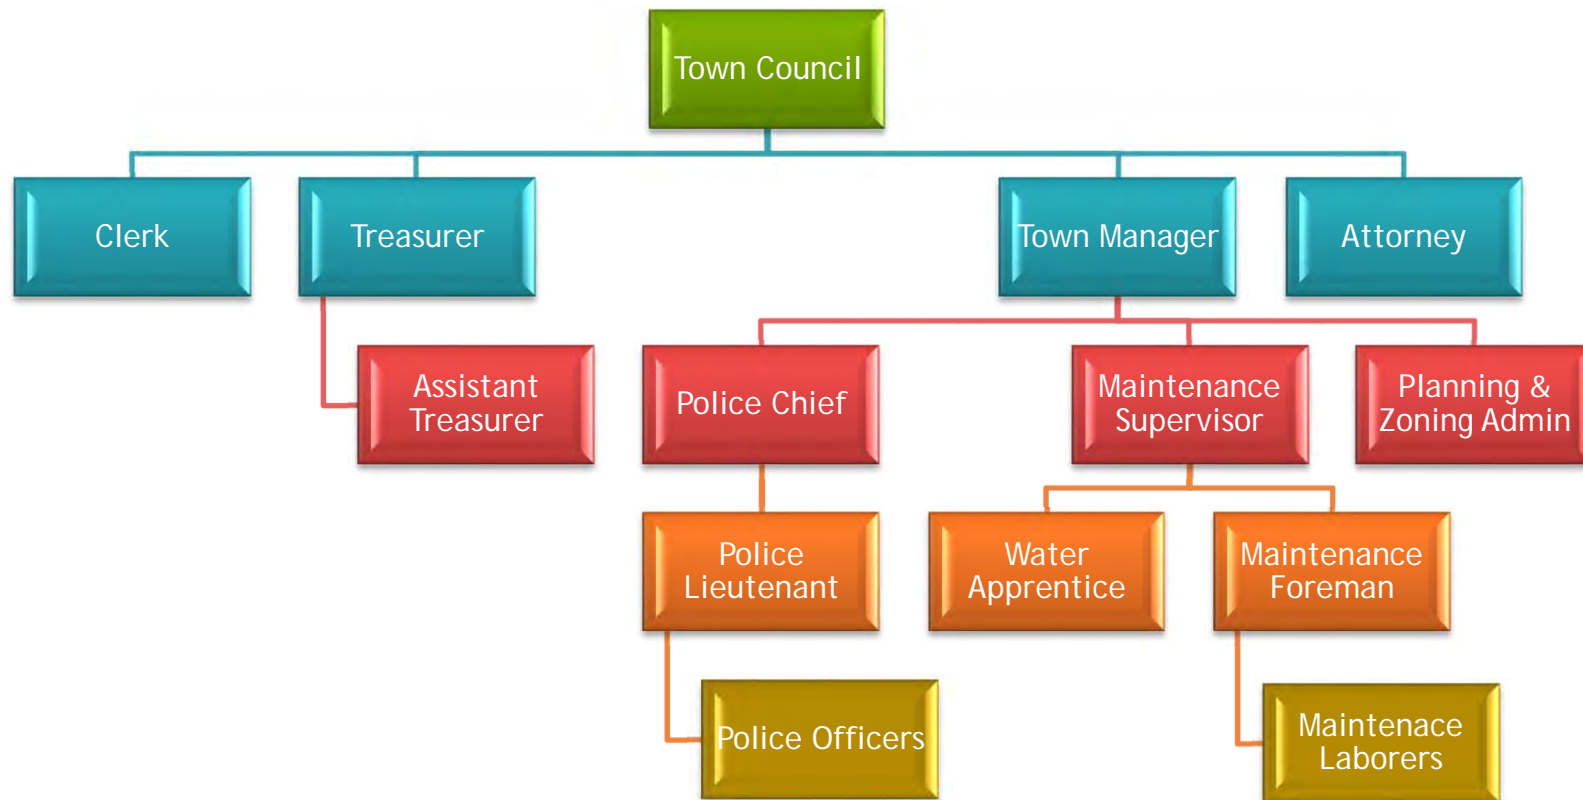 Town Council
Clerk
Treasurer
Town Manager
Attorney
Assistant
Treasurer
Police Chief
Maintenance
Supervisor
Planning &
Zoning Admin
Police
Lieutenant
Water
Apprentice
Maintenance
Foreman
Police Officers
Maintenace
Laborers